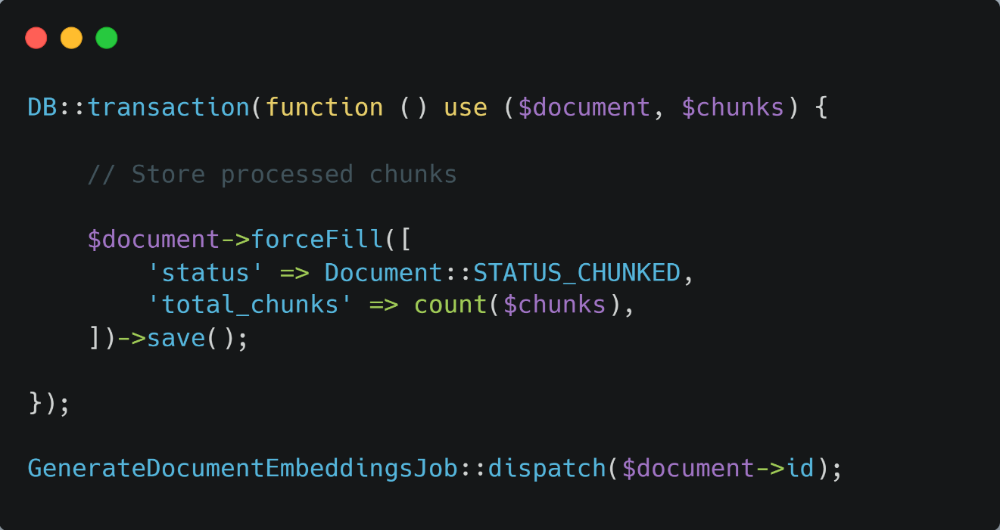 DB::transaction(function () use ($document, $chunks) {
    // Store processed chunks
    $document->forceFill([
        'status' => Document::STATUS_CHUNKED,
        'total_chunks' => count($chunks),
    ])->save();
});
GenerateDocumentEmbeddingsJob::dispatch($document->id);